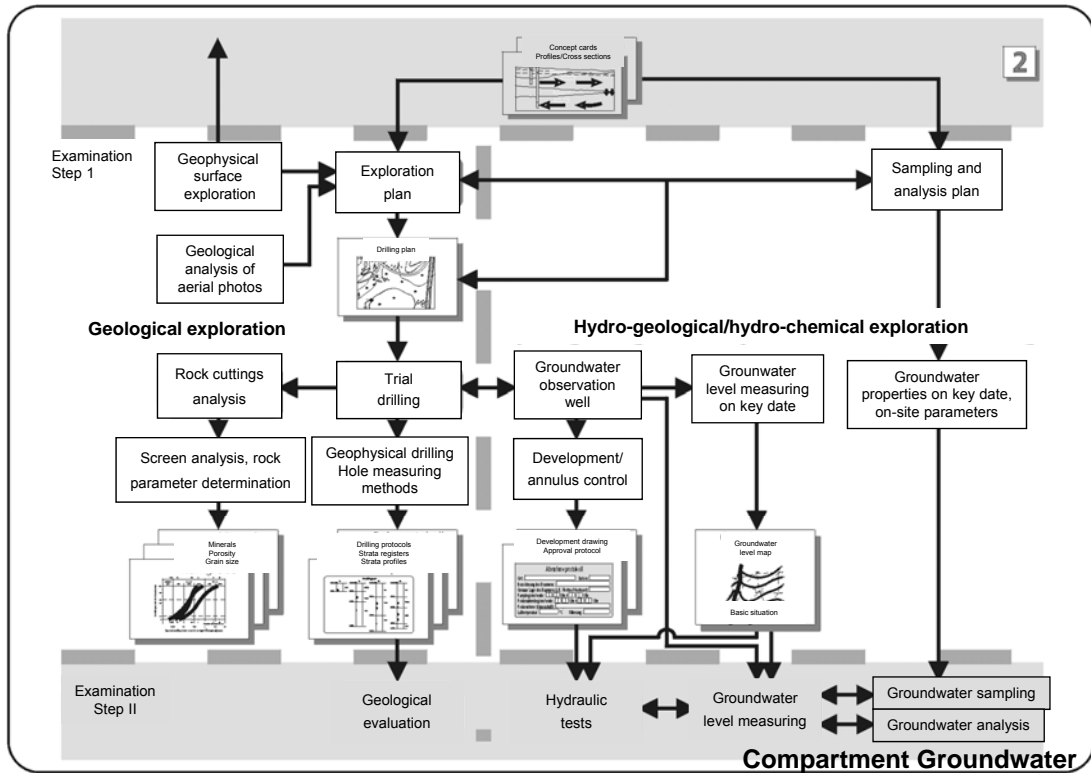 Concept cards
Profiles/Cross sections
2
Examination
Step 1
Geophysical
surface
exploration
Exploration
plan
Sampling and
analysis plan
Geological
analysis of
aerial photos
Drilling plan
Geological exploration
Hydro-geological/hydro-chemical exploration
Rock cuttings
analysis
Trial
drilling
Groundwater
observation
well
Grounwater
level measuring
on key date
Groundwater
properties on key date,
on-site parameters
Screen analysis, rock
parameter determination
Geophysical drilling
Hole measuring
methods
Development/
annulus control
Minerals
Porosity
Grain size
Drilling protocols
Strata registers
Strata profiles
Development drawing
Approval protocol
Groundwater
level map
Basic situation
Examination
Step II
Geological
evaluation
Hydraulic
tests
Groundwater
level measuring
Groundwater sampling
Groundwater analysis
Compartment Groundwater